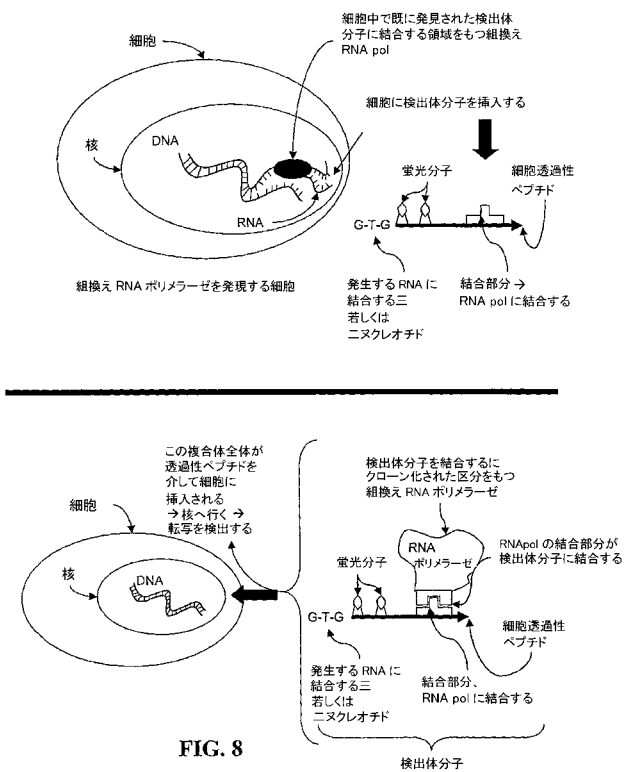 細胞中で既に発見された検出体
分子に結合する領域をもつ組換え
RNA pol
細胞
細胞に検出体分子を挿入する
核
DNA
RNA
蛍光分子
細胞透過性
ペプチド
G-T-G
発生する RNA に
結合する三
若しくは
ニヌクレオチド
結合部分 →
RNA pol に結合する
組換え RNA ポリメラーゼを発現する細胞
この複合体全体が
透過性ペプチドを
介して細胞に
挿入される
→核へ行く →
転写を検出する
検出体分子を結合するに
クローン化された区分をもつ
組換え RNA ポリメラーゼ
細胞
核
DNA
RNA
ポリメラーゼ
RNApol の結合部分が
検出体分子に結合する
蛍光分子
G-T-G
細胞透過性
ペプチド
発生する RNA に
結合する三
若しくは
ニヌクレオチド
結合部分、
RNA pol に結合する
検出体分子
FIG. 8